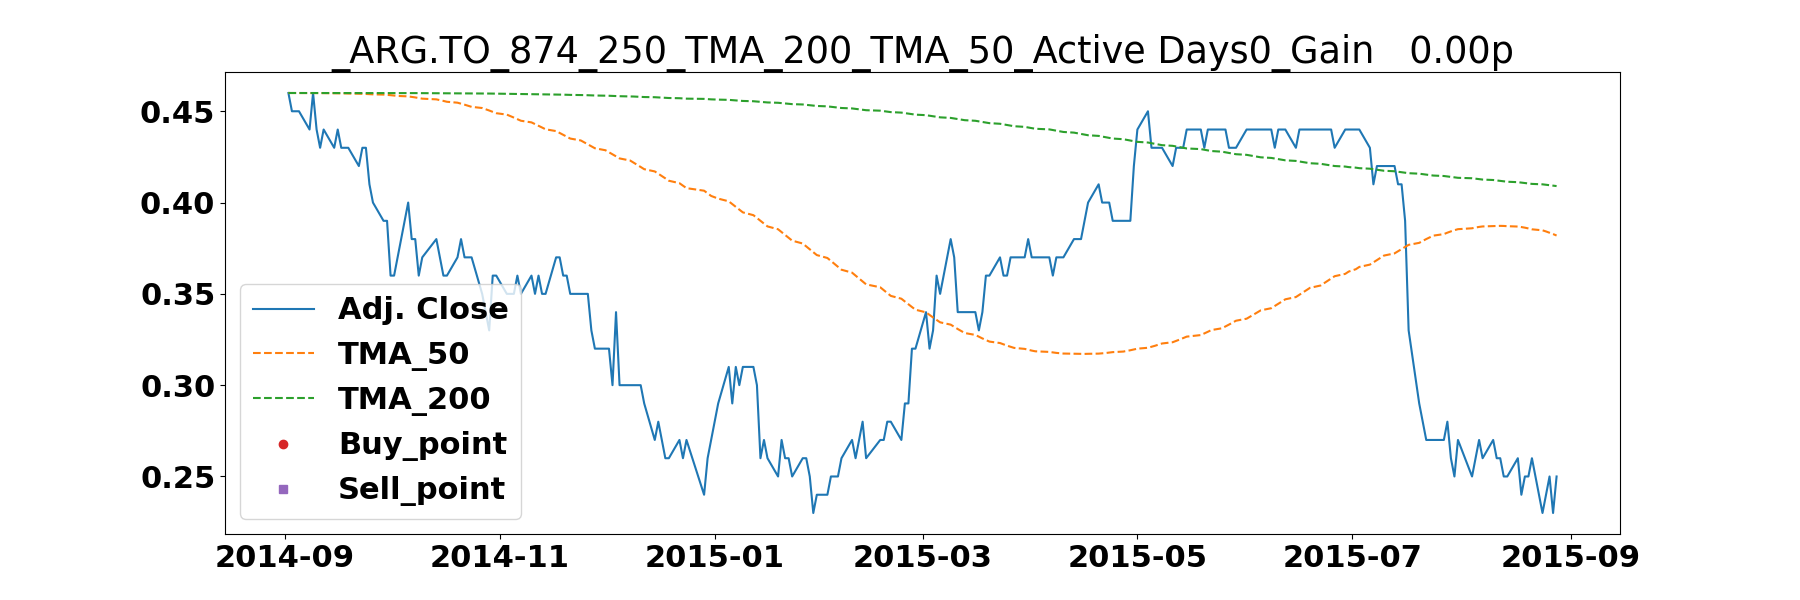 _ARG.TO_874_250_TMA_200_TMA_50_Active Days0_Gain   0.00p
0.45
0.40
0.35
0.30
0.25
Adj. Close
TMA_50
TMA_200
Buy_point
Sell_point
2014-09 2014-11 2015-01 2015-03 2015-05 2015-07 2015-09